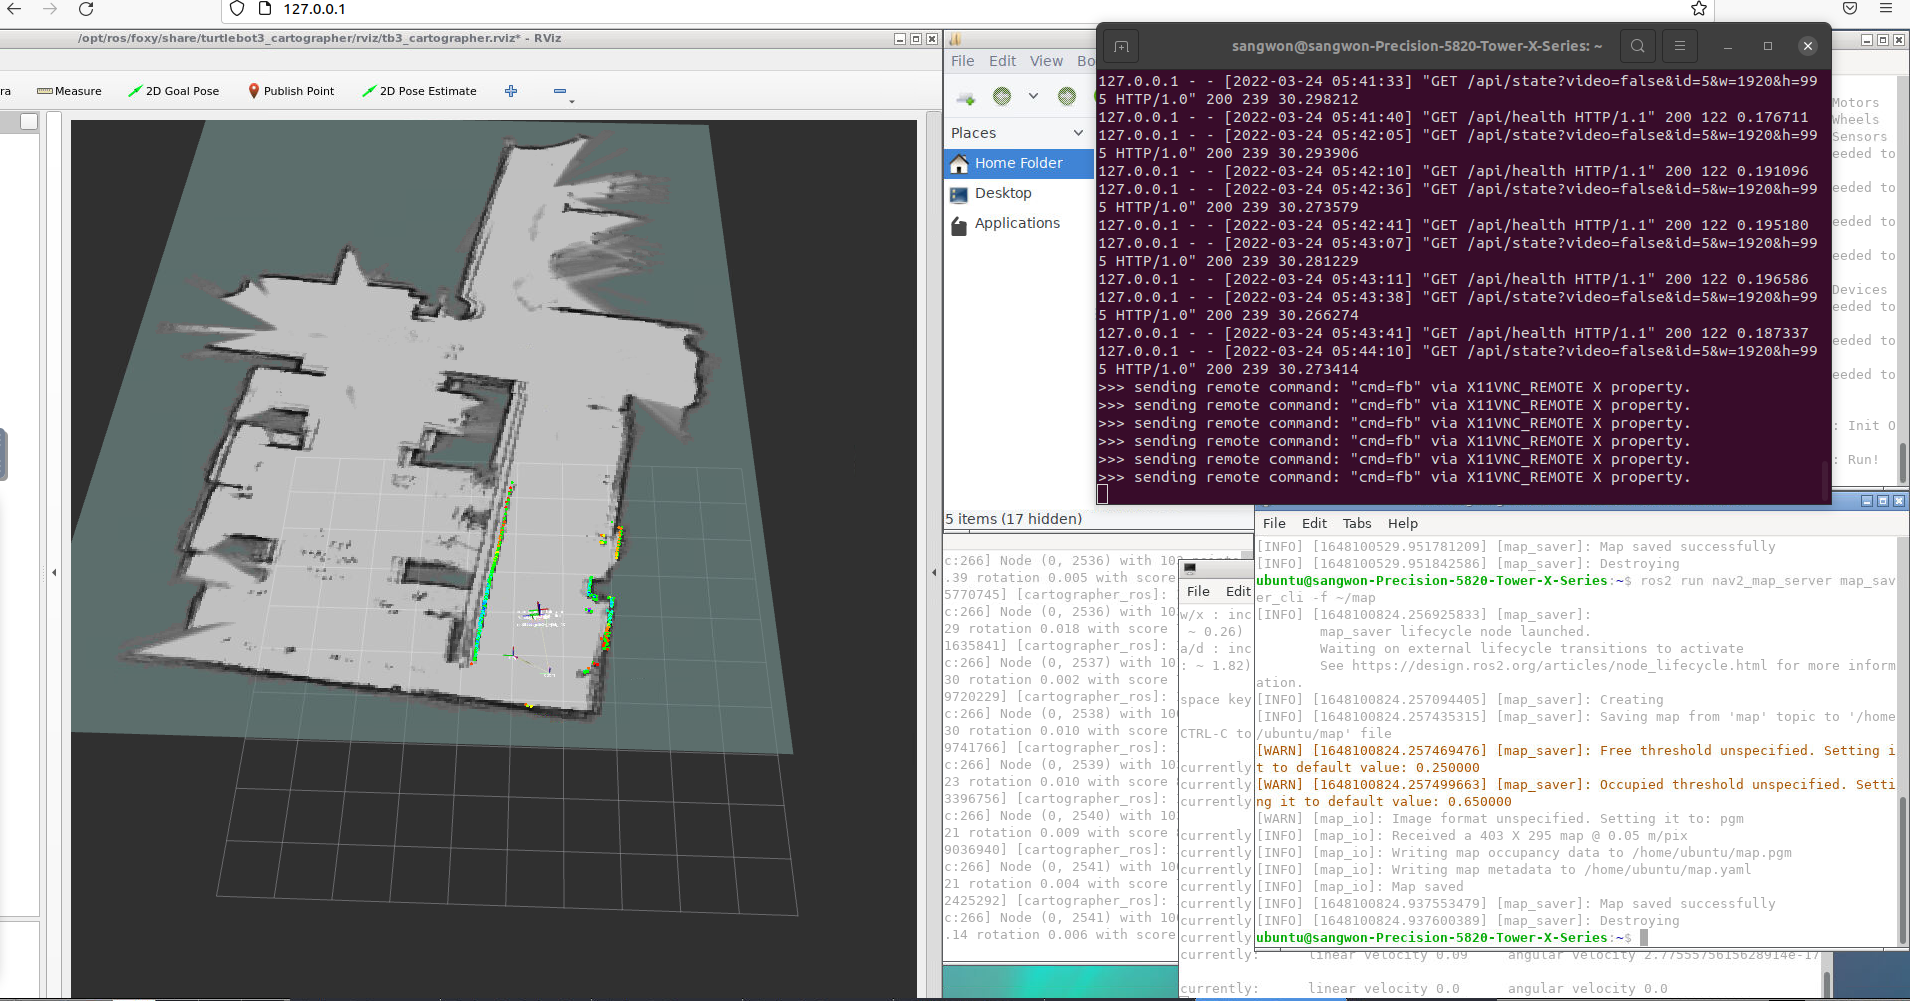 127.0.0.1
/opt/ros/foxy/share/turtlebot3_cartographer/rviz/tb3_cartographer.rviz* - RViz
ra
Measure
2D Goal Pose
Publish Point
2D Pose Estimate
File Edit View Bo
Places
Home Folder
Desktop
Applications
5 items (17 hidden)
sangwon@sangwon-Precision-5820-Tower-X-Series: ~
127.0.0.1 - - [2022-03-24 05:41:33] "GET /api/state?video=false&id=5&w=1920&h=99
5 HTTP/1.0" 200 239 30.298212
127.0.0.1 - - [2022-03-24 05:41:40] "GET /api/health HTTP/1.1" 200 122 0.176711
127.0.0.1 - - [2022-03-24 05:42:05] "GET /api/state?video=false&id=5&w=1920&h=99
5 HTTP/1.0" 200 239 30.293906
127.0.0.1 - - [2022-03-24 05:42:10] "GET /api/health HTTP/1.1" 200 122 0.191096
127.0.0.1 - - [2022-03-24 05:42:36] "GET /api/state?video=false&id=5&w=1920&h=99
5 HTTP/1.0" 200 239 30.273579
127.0.0.1 - - [2022-03-24 05:42:41] "GET /api/health HTTP/1.1" 200 122 0.195180
127.0.0.1 - - [2022-03-24 05:43:07] "GET /api/state?video=false&id=5&w=1920&h=99
5 HTTP/1.0" 200 239 30.281229
127.0.0.1 - - [2022-03-24 05:43:11] "GET /api/health HTTP/1.1" 200 122 0.196586
127.0.0.1 - - [2022-03-24 05:43:38] "GET /api/state?video=false&id=5&w=1920&h=99
5 HTTP/1.0" 200 239 30.266274
127.0.0.1 - - [2022-03-24 05:43:41] "GET /api/health HTTP/1.1" 200 122 0.187337
127.0.0.1 - - [2022-03-24 05:44:10] "GET /api/state?video=false&id=5&w=1920&h=99
5 HTTP/1.0" 200 239 30.273414
>>> sending remote command: "cmd=fb" via X11VNC_REMOTE X property.
>>> sending remote command: "cmd=fb" via X11VNC_REMOTE X property.
>>> sending remote command: "cmd=fb" via X11VNC_REMOTE X property.
>>> sending remote command: "cmd=fb" via X11VNC_REMOTE X property.
>>> sending remote command: "cmd=fb" via X11VNC_REMOTE X property.
>>> sending remote command: "cmd=fb" via X11VNC_REMOTE X property.
Motors
Wheels
Sensors
eeded to
eeded to
eeded to
eeded to
eeded to
Devices
eeded to
eeded to
eeded to
: Init O
: Run!
c:266] Node (0, 2536) with 10
.39 rotation 0.005 with score
5770745] [cartographer_ros]:
c:266] Node (0, 2536) with 10
29 rotation 0.018 with score
1635841] [cartographer_ros]:
c:266] Node (0, 2537) with 10
30 rotation 0.002 with score
9720229] [cartographer_ros]:
c:266] Node (0, 2538) with 10
30 rotation 0.010 with score
9741766] [cartographer_ros]:
c:266] Node (0, 2539) with 10
23 rotation 0.010 with score
3396756] [cartographer_ros]:
c:266] Node (0, 2540) with 10
21 rotation 0.009 with score
9036940] [cartographer_ros]:
c:266] Node (0, 2541) with 10
21 rotation 0.004 with score
2425292] [cartographer_ros]:
c:266] Node (0, 2541) with 10
.14 rotation 0.006 with score
File Edit
w/x : inc
~ 0.26)
a/d : inc
: ~ 1.82)
space key
CTRL-C to
currently
currently
currently
currently
currently
currently
currently
currently
currently
currently
currently: linear velocity 0.09 angular velocity 2.7755575615628914e-17
currently: linear velocity 0.0 angular velocity 0.0
File Edit Tabs Help
[INFO] [1648100529.951781209] [map_saver]: Map saved successfully
[INFO] [1648100529.951842586] [map_saver]: Destroying
ubuntu@sangwon-Precision-5820-Tower-X-Series:~$ ros2 run nav2_map_server map_sav
er_cli -f ~/map
[INFO] [1648100824.256925833] [map_saver]:
map_saver lifecycle node launched.
Waiting on external lifecycle transitions to activate
See https://design.ros2.org/articles/node_lifecycle.html for more inform
ation.
[INFO] [1648100824.257094405] [map_saver]: Creating
[INFO] [1648100824.257435315] [map_saver]: Saving map from 'map' topic to '/home
/ubuntu/map' file
[WARN] [1648100824.257469476] [map_saver]: Free threshold unspecified. Setting i
t to default value: 0.250000
[WARN] [1648100824.257499663] [map_saver]: Occupied threshold unspecified. Setti
ng it to default value: 0.650000
[WARN] [map_io]: Image format unspecified. Setting it to: pgm
[INFO] [map_io]: Received a 403 X 295 map @ 0.05 m/pix
[INFO] [map_io]: Writing map occupancy data to /home/ubuntu/map.pgm
[INFO] [map_io]: Writing map metadata to /home/ubuntu/map.yaml
[INFO] [map_io]: Map saved
[INFO] [1648100824.937553479] [map_saver]: Map saved successfully
[INFO] [1648100824.937600389] [map_saver]: Destroying
ubuntu@sangwon-Precision-5820-Tower-X-Series:~$